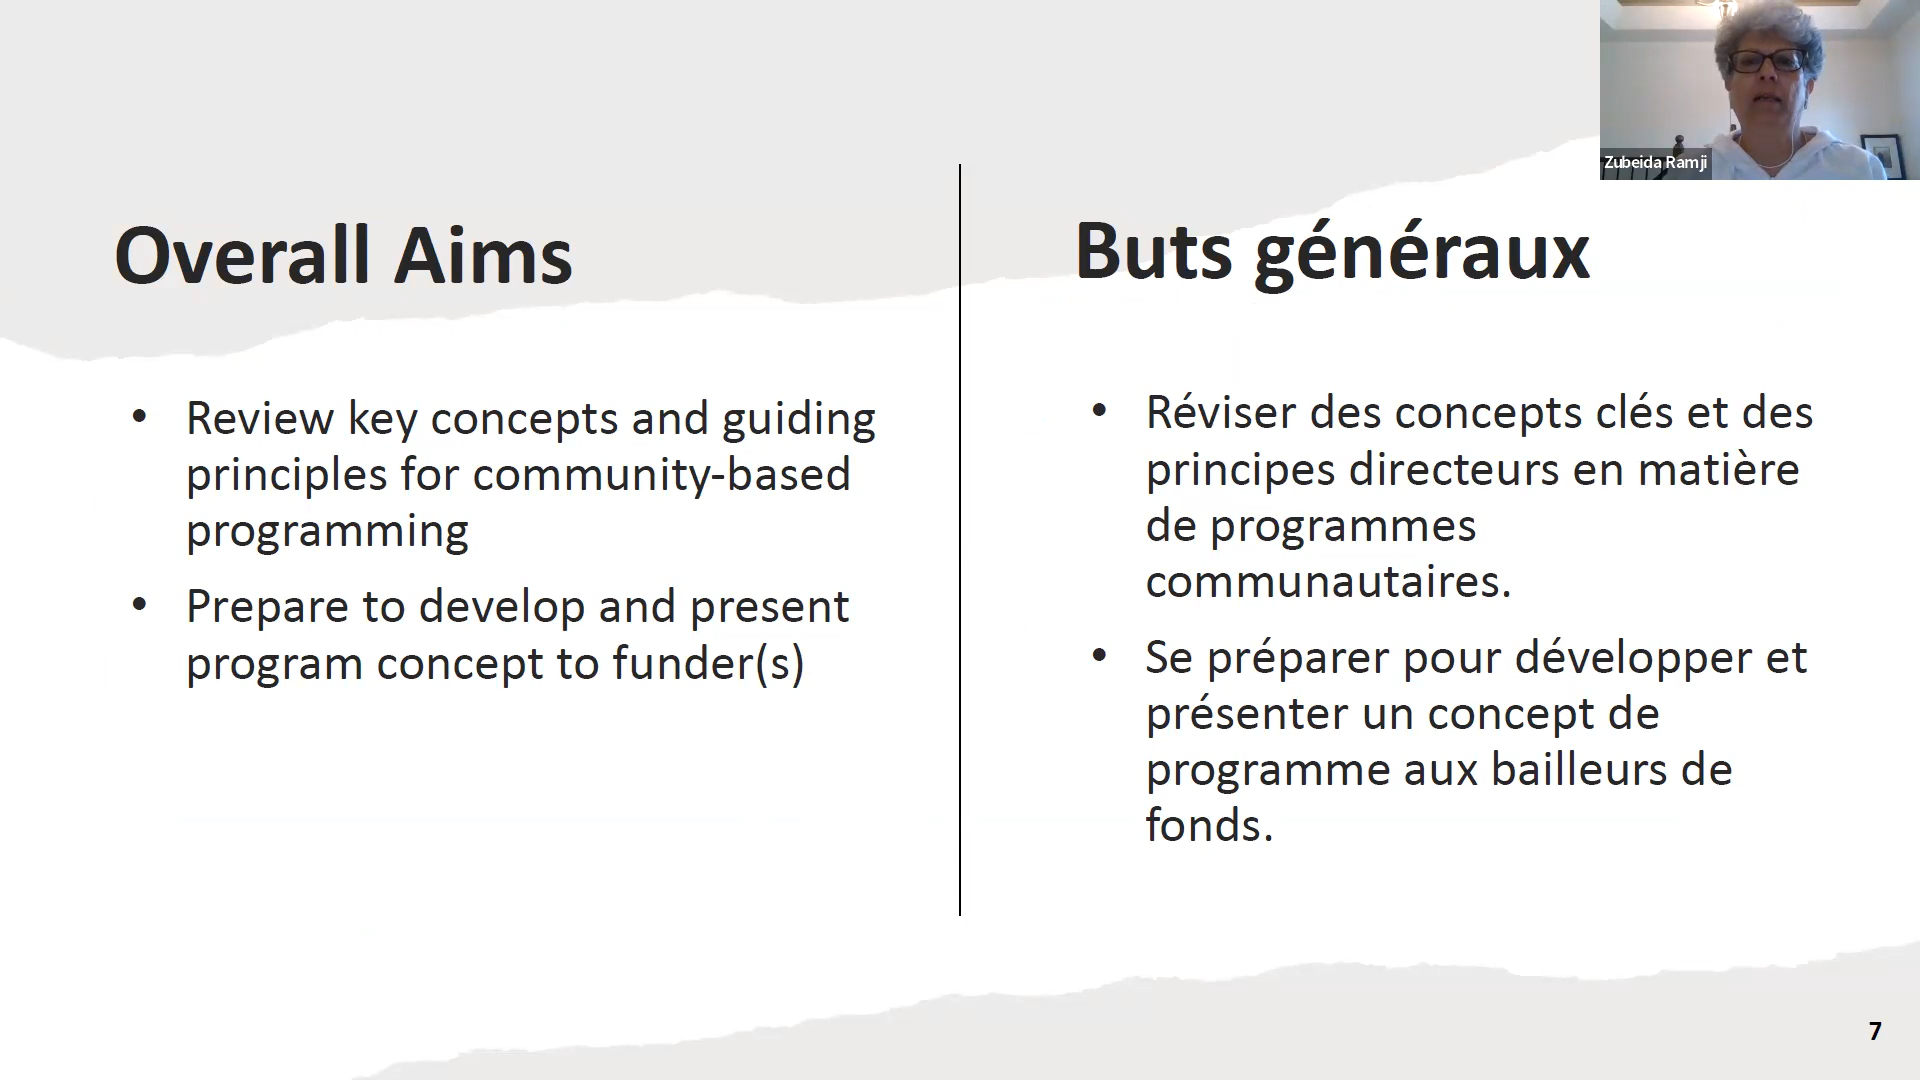 Zubeida Ramji
Overall Aims
• Review key concepts and guiding
principles for community-based
programming
• Prepare to develop and present
program concept to funder(s)
Buts généraux
• Réviser des concepts clés et des
principes directeurs en matière
de programmes
communautaires.
• Se préparer pour développer et
présenter un concept de
programme aux bailleurs de
fonds.
7